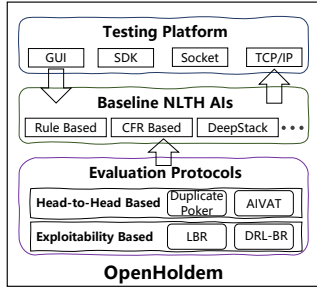 Testing Platform
GUI SDK Socket TCP/IP
Baseline NLTH AIs
Rule Based CFR Based DeepStack •••
Evaluation Protocols
Head-to-Head Based Duplicate Poker AIVAT
Exploitability Based LBR DRL-BR
OpenHoldem